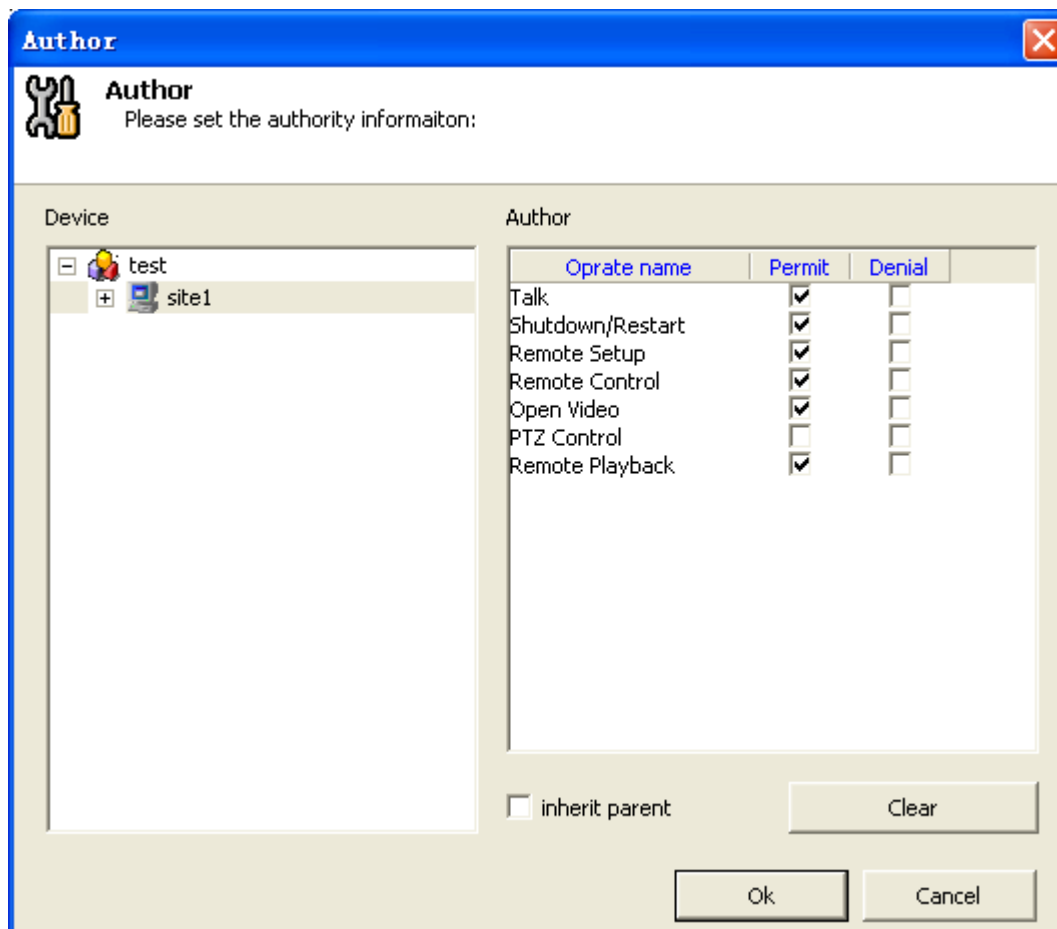 Author
Author
Please set the authority informaiton:
Device
test
site1
Author
Oprate name Permit Denial
Talk
Shutdown/Restart
Remote Setup
Remote Control
Open Video
PTZ Control
Remote Playback
inherit parent
Clear
Ok
Cancel